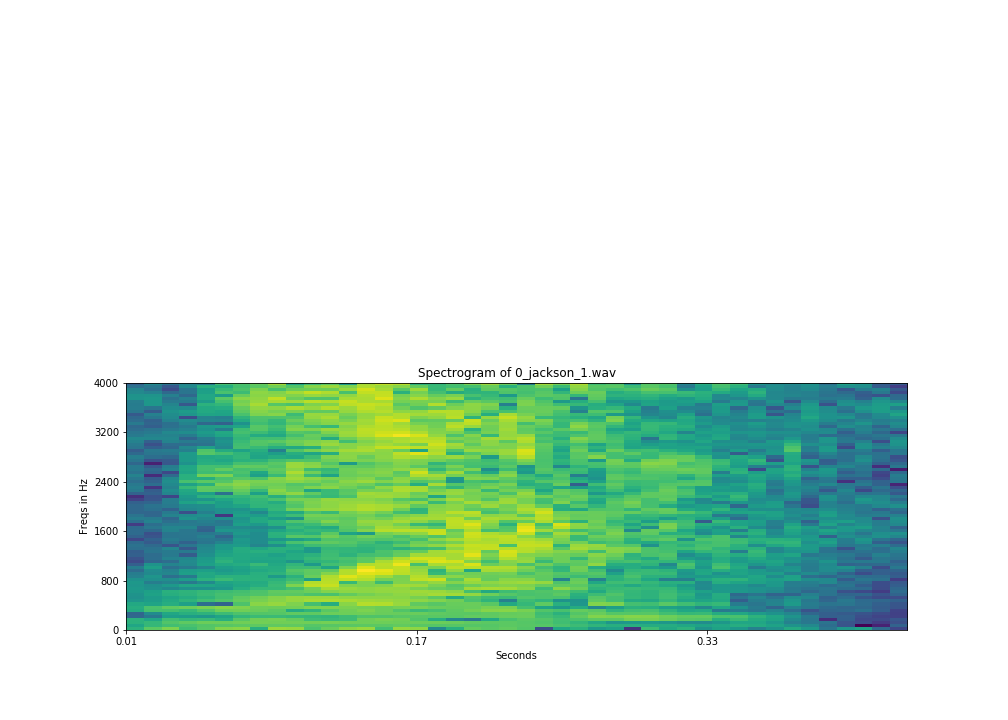 Spectrogram of 0_jackson_1.wav
4000
3200
2400
1600
800
0
Freqs in Hz
0.01 0.17 0.33
Seconds